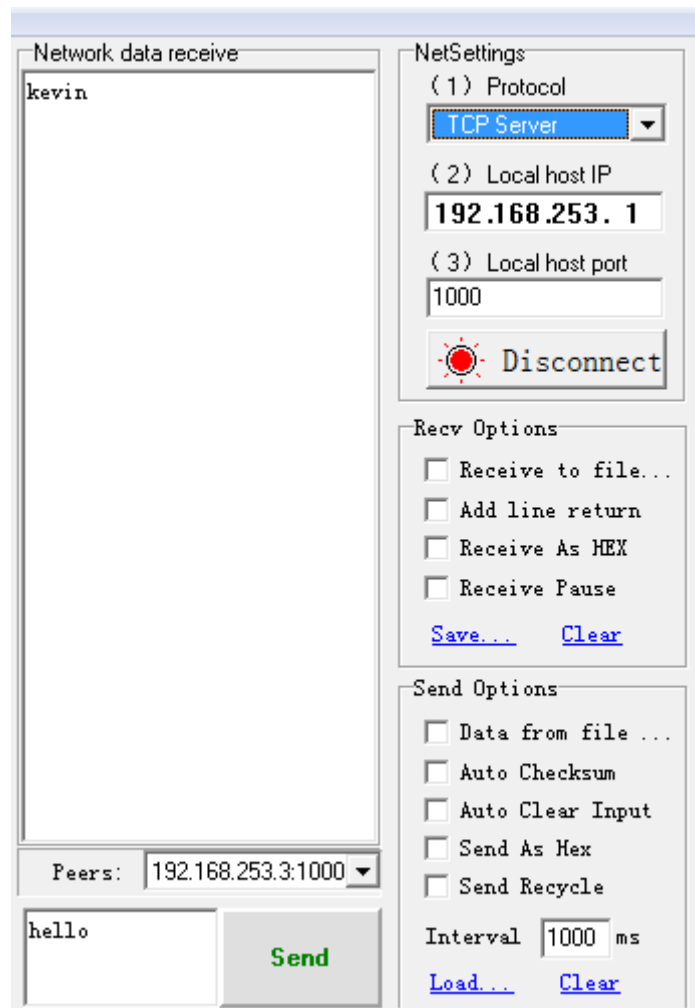 Network data receive
kevin
Peers: 192.168.253.3:1000
hello
Send
NetSettings
(1) Protocol
TCP Server
(2) Local host IP
192.168.253. 1
(3) Local host port
1000
Disconnect
Recv Options
Receive to file...
Add line return
Receive As HEX
Receive Pause
Save... Clear
Send Options
Data from file ...
Auto Checksum
Auto Clear Input
Send As Hex
Send Recycle
Interval 1000 ms
Load... Clear